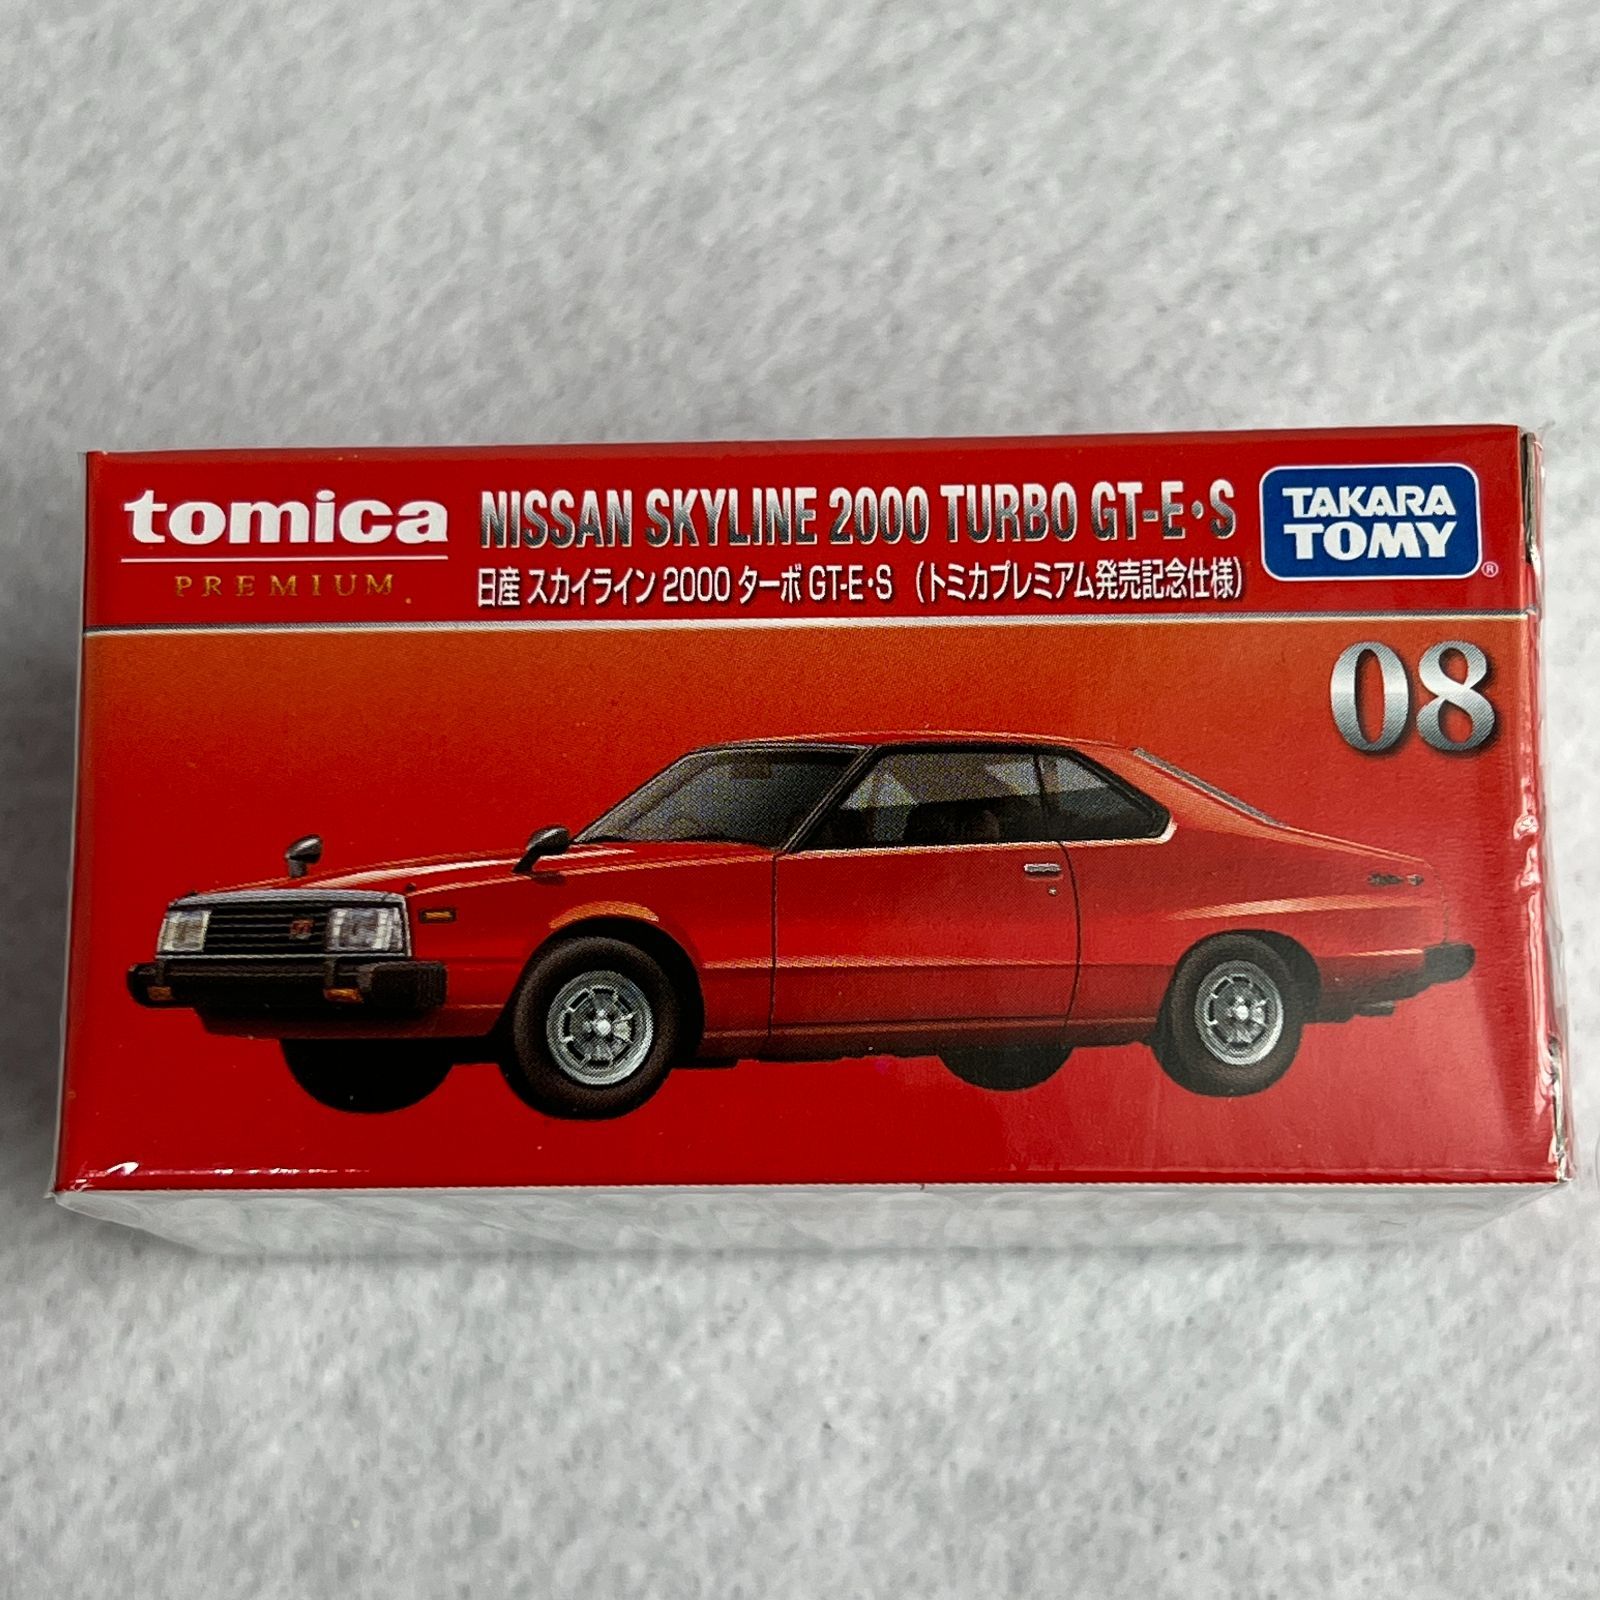 tomica
PREMIUM
NISSAN SKYLINE 2000 TURBO GT-E・S
日産 スカイライン 2000 ターボ GT-E・S (トミカプレミアム発売記念仕様)
TAKARA
TOMY
®
08